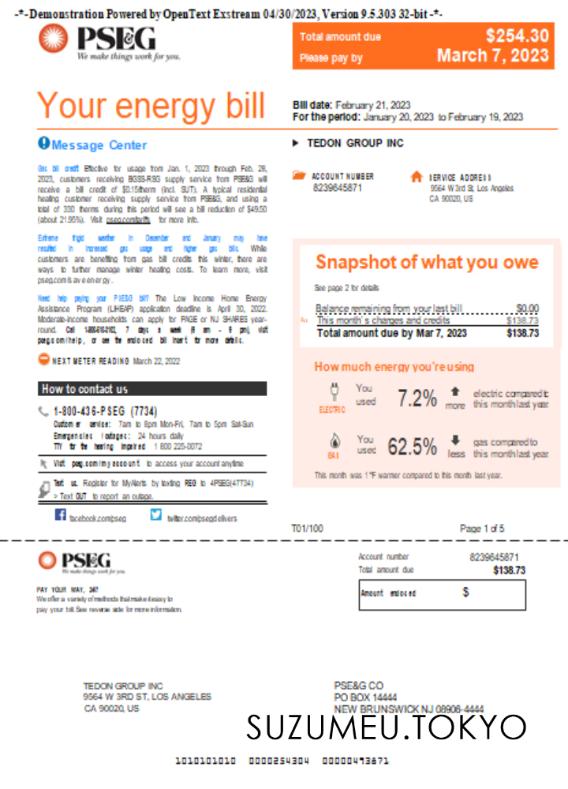 -*- Demonstration Powered by OpenText Exstream 04/30/2023, Version 9.5.303 32-bit -*-
PSEG
We make things work for you.
Total amount due $254.30
Please pay by March 7, 2023
Your energy bill
Bill date: February 21, 2023
For the period: January 20, 2023 to February 19, 2023
Message Center
Gas bill credit Effective for usage from Jan. 1, 2023 through Feb. 28,
2023, customers receiving BGSS-RSG supply service from PSE&G will
receive a bill credit of $0.15/therm (incl. SUT). A typical residential
heating customer receiving supply service from PSE&G, and using a
total of 330 therms during this period will see a bill reduction of $49.50
(about 21.95%). Visit pseg.com/tariffs for more info.
Extreme frigid weather in December and January may have
resulted in increased gas usage and higher gas bills. While
customers are benefiting from gas bill credits this winter, there are
ways to further manage winter heating costs. To learn more, visit
pseg.com/saveenergy.
Need help paying your PSE&G bill? The Low Income Home Energy
Assistance Program (LIHEAP) application deadline is April 30, 2022.
Moderate-income households can apply for PAGE or NJ SHARES year-
round. Call 7 days a week (8 am - 8 pm), visit
pseg.com/help, or see the enclosed bill insert for more details.
NEXT METER READING March 22, 2022
How to contact us
1-800-436-PSEG (7734)
Customer service: 7am to 8pm Mon-Fri, 7am to 5pm Sat-Sun
Emergencies / outages: 24 hours daily
TTY for the hearing impaired 1 800 225-0072
Visit pseg.com/myaccount to access your account anytime
Text us. Register for MyAlerts by texting REG to 4PSEG(47734)
> Text OUT to report an outage.
facebook.com/pseg twitter.com/psegdelivers
TEDON GROUP INC
ACCOUNT NUMBER
8239645871
SERVICE ADDRESS
9564 W 3rd St, Los Angeles
CA 90020, US
Snapshot of what you owe
See page 2 for details
Balance remaining from your last bill $0.00
This month's charges and credits $138.73
Total amount due by Mar 7, 2023 $138.73
How much energy you're using
ELECTRIC
You used 7.2% more electric compared to this month last year
GAS
You used 62.5% less gas compared to this month last year
This month was 1°F warmer compared to this month last year.
T01/100 Page 1 of 5
PSEG
We make things work for you.
PAY YOUR WAY, 24/7
We offer a variety of methods that make it easy to
pay your bill. See reverse side for more information.
Account number 8239645871
Total amount due $138.73
Amount enclosed $
TEDON GROUP INC
9564 W 3RD ST, LOS ANGELES
CA 90020, US
PSE&G CO
PO BOX 14444
NEW BRUNSWICK NJ 08906-4444
SUZUMEU.TOKYO
1010101010 0000254304 00000493871